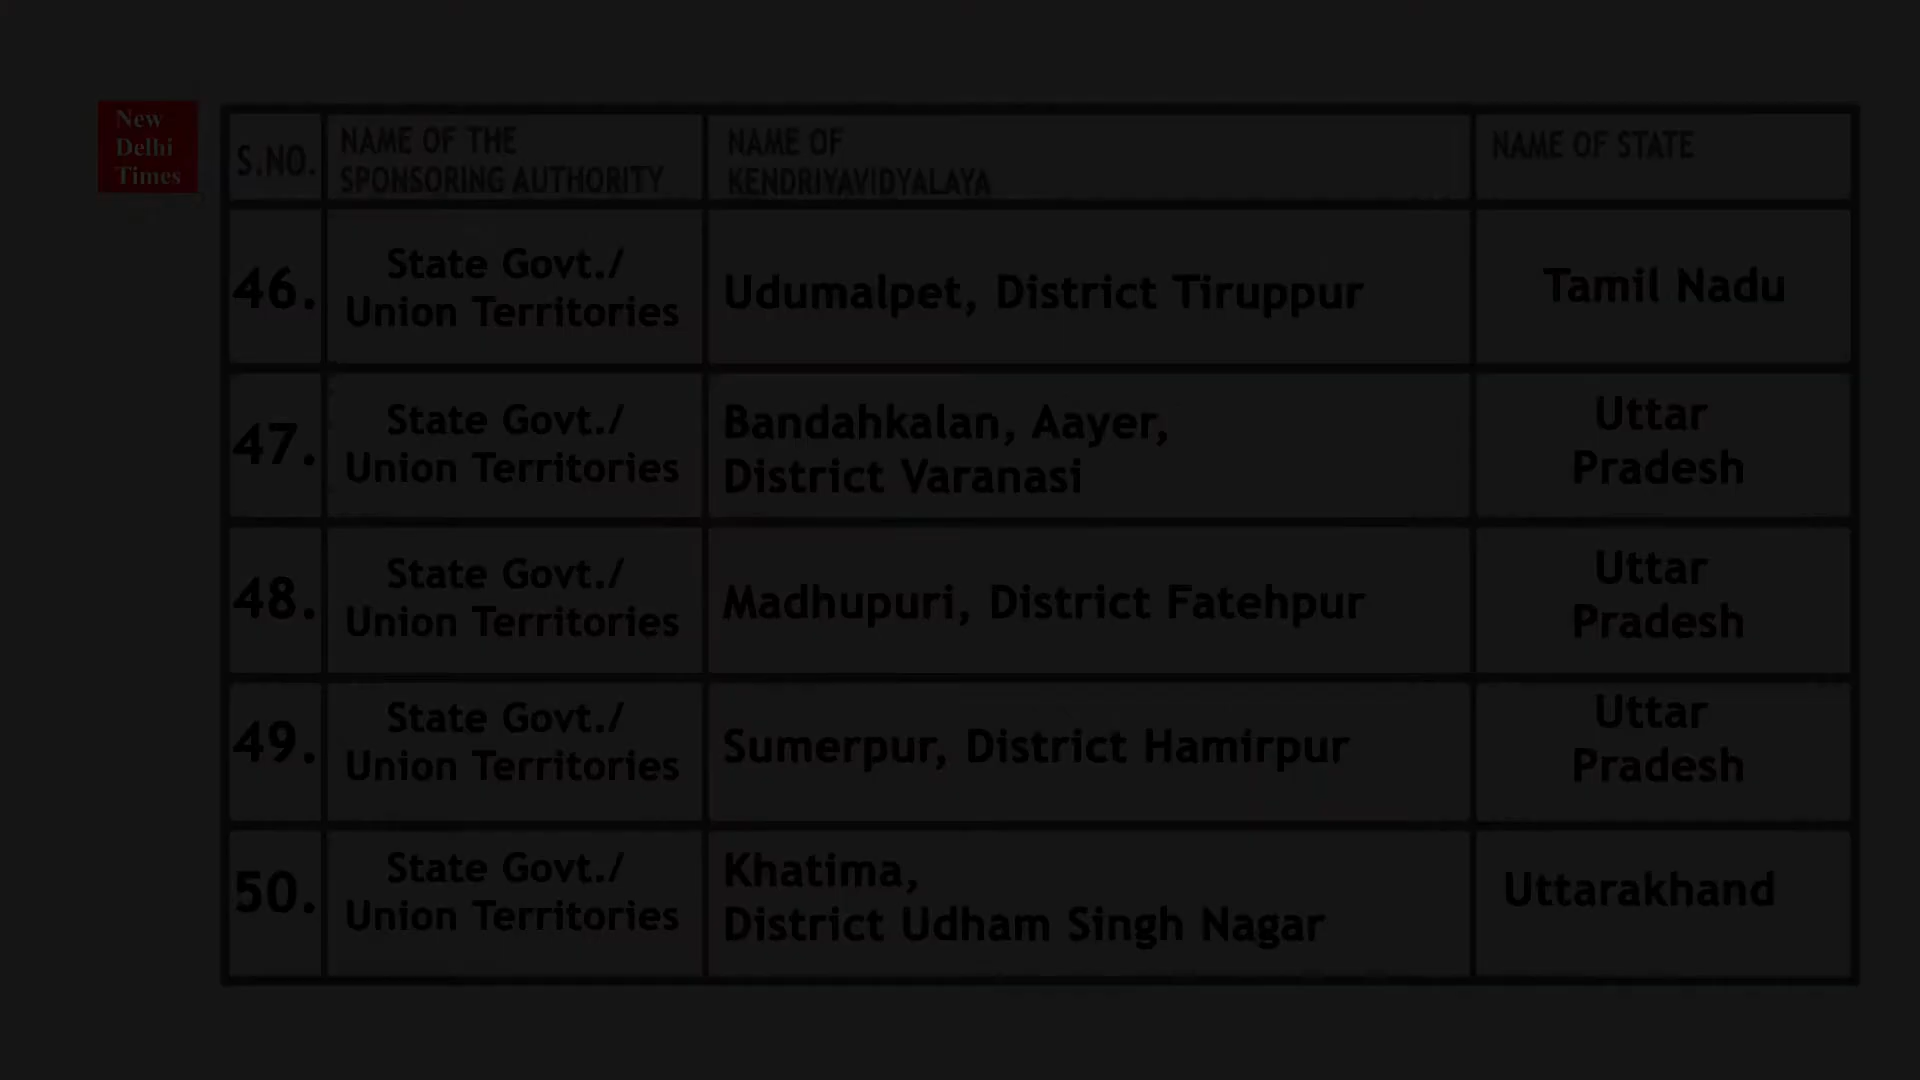 New
Delhi
Times
S.NO.
NAME OF THE
SPONSORING AUTHORITY
NAME OF
KENDRIYAVIDYALAYA
NAME OF STATE
46.
State Govt./
Union Territories
Udumalpet, District Tiruppur
Tamil Nadu
47.
State Govt./
Union Territories
Bandahkalan, Aayer,
District Varanasi
Uttar
Pradesh
48.
State Govt./
Union Territories
Madhupuri, District Fatehpur
Uttar
Pradesh
49.
State Govt./
Union Territories
Sumerpur, District Hamirpur
Uttar
Pradesh
50.
State Govt./
Union Territories
Khatima,
District Udham Singh Nagar
Uttarakhand